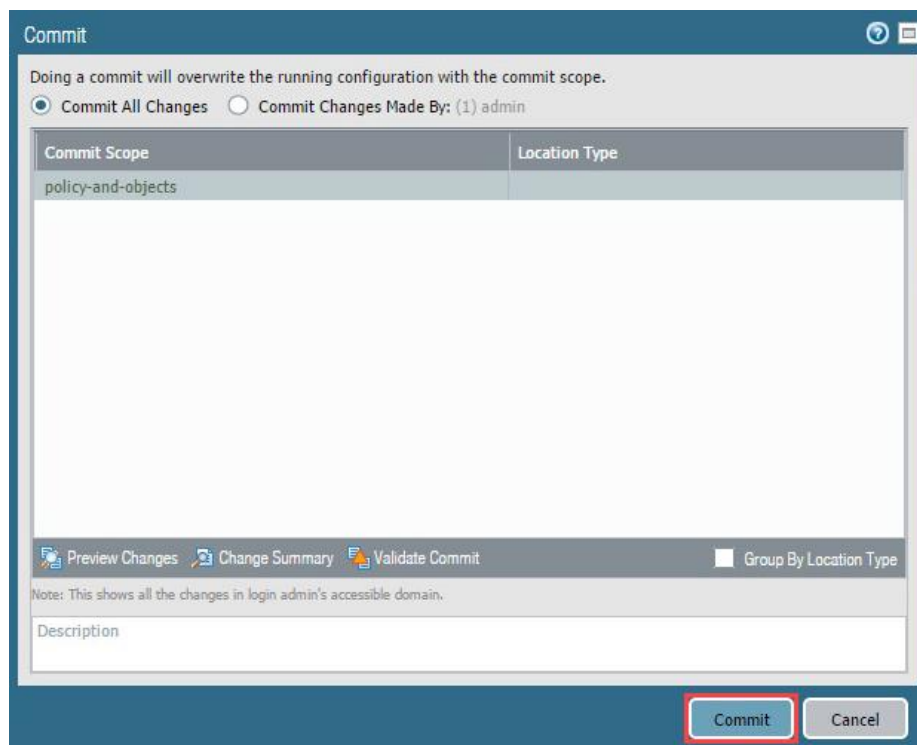 Commit
Doing a commit will overwrite the running configuration with the commit scope.
Commit All Changes Commit Changes Made By: (1) admin
Commit Scope Location Type
policy-and-objects
Preview Changes Change Summary Validate Commit Group By Location Type
Note: This shows all the changes in login admin's accessible domain.
Description
Commit Cancel